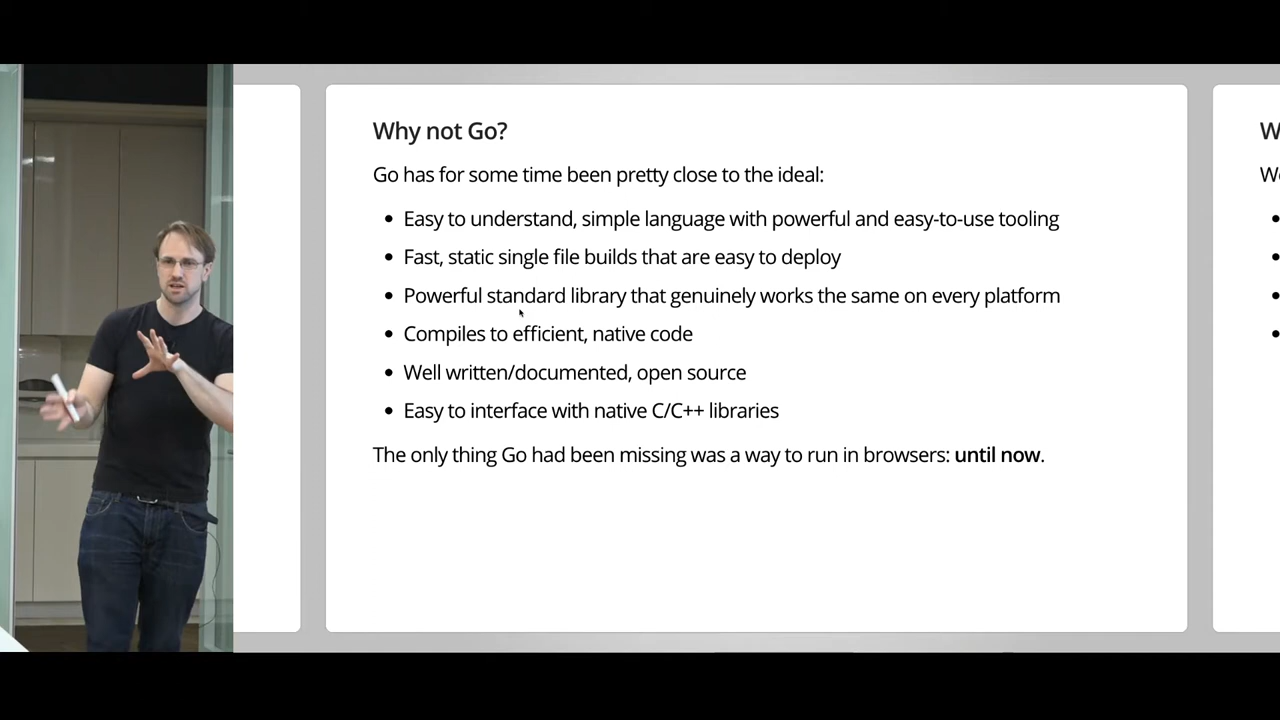 Why not Go?
Go has for some time been pretty close to the ideal:
• Easy to understand, simple language with powerful and easy-to-use tooling
• Fast, static single file builds that are easy to deploy
• Powerful standard library that genuinely works the same on every platform
• Compiles to efficient, native code
• Well written/documented, open source
• Easy to interface with native C/C++ libraries
The only thing Go had been missing was a way to run in browsers: until now.